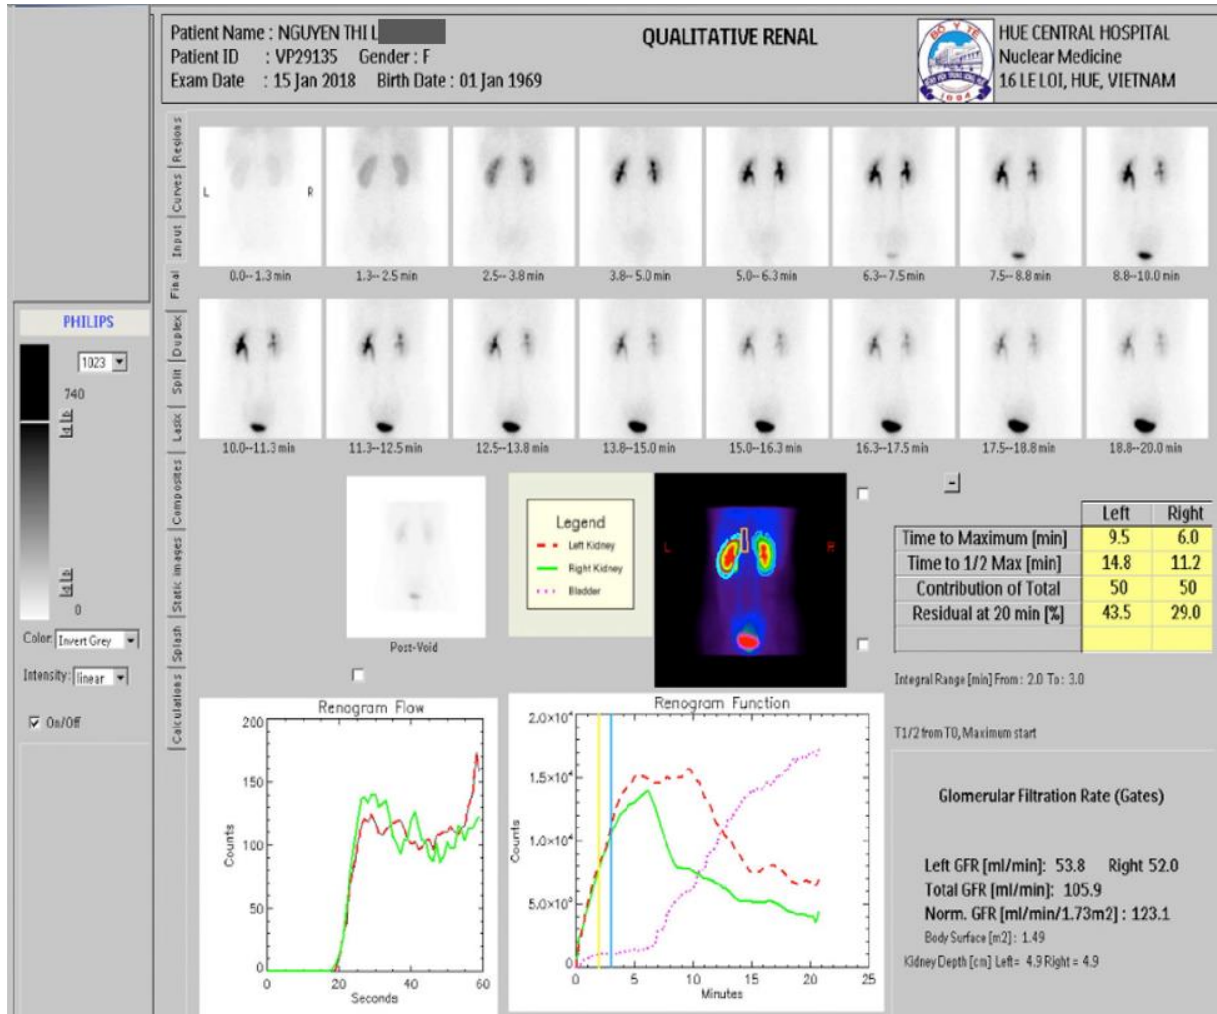 Patient Name : NGUYEN THI L
Patient ID : VP29135 Gender : F
Exam Date : 15 Jan 2018 Birth Date : 01 Jan 1969
QUALITATIVE RENAL
BỘ Y TẾ
1894
HUE CENTRAL HOSPITAL
Nuclear Medicine
16 LE LOI, HUE, VIETNAM
Regions
Curves
Input
Final
Duplex
Split
Lasix
Composites
Static images
Splash
Calculations
L R
0.0-- 1.3 min 1.3-- 2.5 min 2.5-- 3.8 min 3.8-- 5.0 min 5.0-- 6.3 min 6.3-- 7.5 min 7.5-- 8.8 min 8.8--10.0 min
10.0--11.3 min 11.3--12.5 min 12.5--13.8 min 13.8--15.0 min 15.0--16.3 min 16.3--17.5 min 17.5--18.8 min 18.8--20.0 min
PHILIPS
1023
740
0
Color: Invert Grey
Intensity: linear
On/Off
Post-Void
Legend
Left Kidney
Right Kidney
Bladder
L R
-
Left Right
Time to Maximum [min] 9.5 6.0
Time to 1/2 Max [min] 14.8 11.2
Contribution of Total 50 50
Residual at 20 min [%] 43.5 29.0
Integral Range [min] From : 2.0 To : 3.0
T1/2 from T0, Maximum start
Renogram Flow
200
150
100
50
0
0 20 40 60
Counts
Seconds
Renogram Function
2.0×10⁴
1.5×10⁴
1.0×10⁴
5.0×10³
0
0 5 10 15 20 25
Counts
Minutes
Glomerular Filtration Rate (Gates)
Left GFR [ml/min]: 53.8 Right 52.0
Total GFR [ml/min]: 105.9
Norm. GFR [ml/min/1.73m2] : 123.1
Body Surface [m2] : 1.49
Kidney Depth [cm] Left= 4.9 Right = 4.9